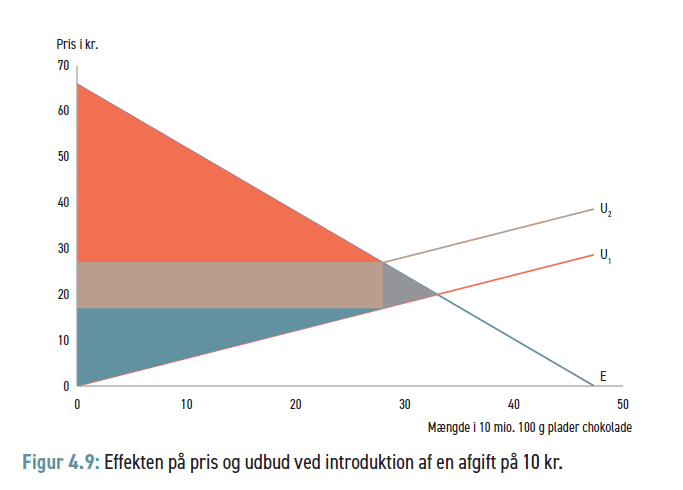 Pris i kr.
70
60
50
40
30
20
10
0
U2
U1
E
0 10 20 30 40 50
Mængde i 10 mio. 100 g plader chokolade
Figur 4.9: Effekten på pris og udbud ved introduktion af en afgift på 10 kr.